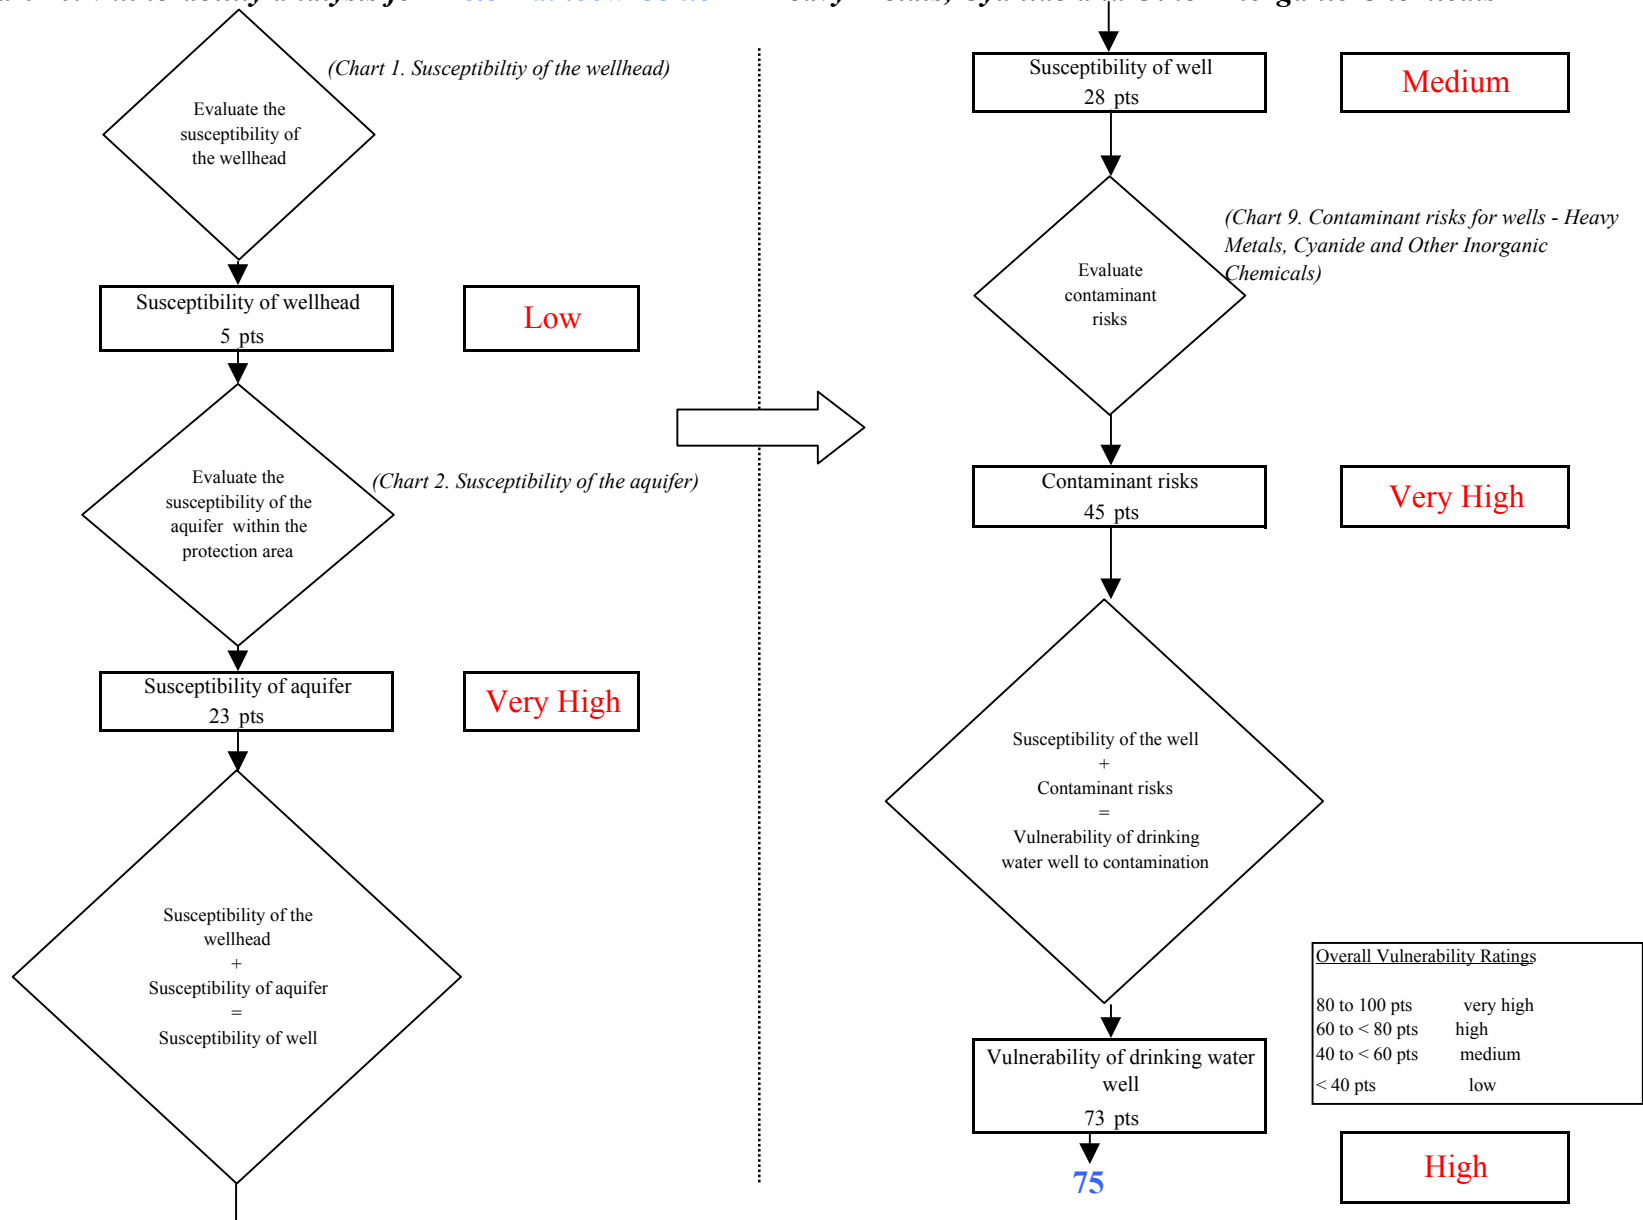 (Chart 1. Susceptibiltiy of the wellhead)
Evaluate the
susceptibility of
the wellhead
Susceptibility of wellhead
5 pts
Low
Evaluate the
susceptibility of the
aquifer within the
protection area
(Chart 2. Susceptibility of the aquifer)
Susceptibility of aquifer
23 pts
Very High
Susceptibility of the
wellhead
+
Susceptibility of aquifer
=
Susceptibility of well
Susceptibility of well
28 pts
Medium
(Chart 9. Contaminant risks for wells - Heavy
Metals, Cyanide and Other Inorganic
Chemicals)
Evaluate
contaminant
risks
Contaminant risks
45 pts
Very High
Susceptibility of the well
+
Contaminant risks
=
Vulnerability of drinking
water well to contamination
Overall Vulnerability Ratings
80 to 100 pts very high
60 to < 80 pts high
40 to < 60 pts medium
< 40 pts low
Vulnerability of drinking water
well
73 pts
75
High